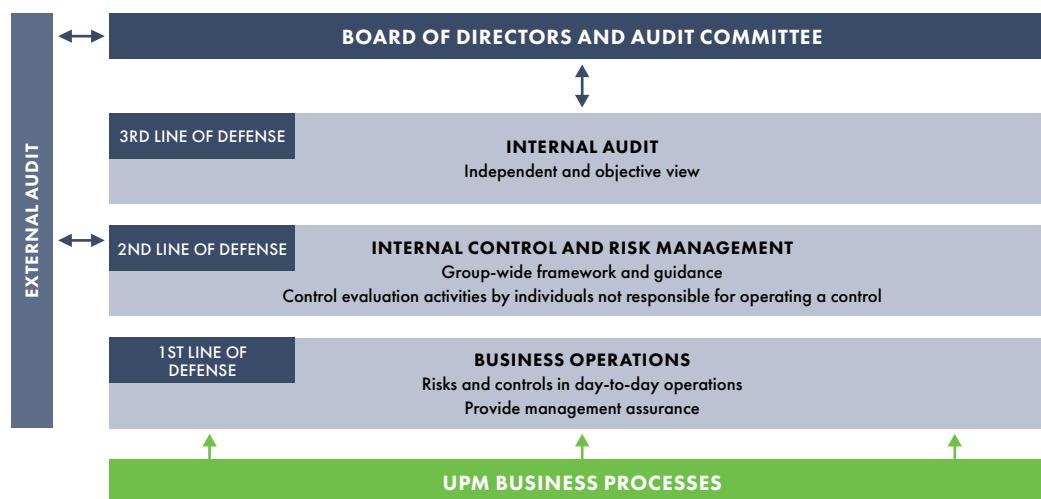 EXTERNAL AUDIT
BOARD OF DIRECTORS AND AUDIT COMMITTEE
3RD LINE OF DEFENSE
INTERNAL AUDIT
Independent and objective view
2ND LINE OF DEFENSE
INTERNAL CONTROL AND RISK MANAGEMENT
Group-wide framework and guidance
Control evaluation activities by individuals not responsible for operating a control
1ST LINE OF
DEFENSE
BUSINESS OPERATIONS
Risks and controls in day-to-day operations
Provide management assurance
UPM BUSINESS PROCESSES